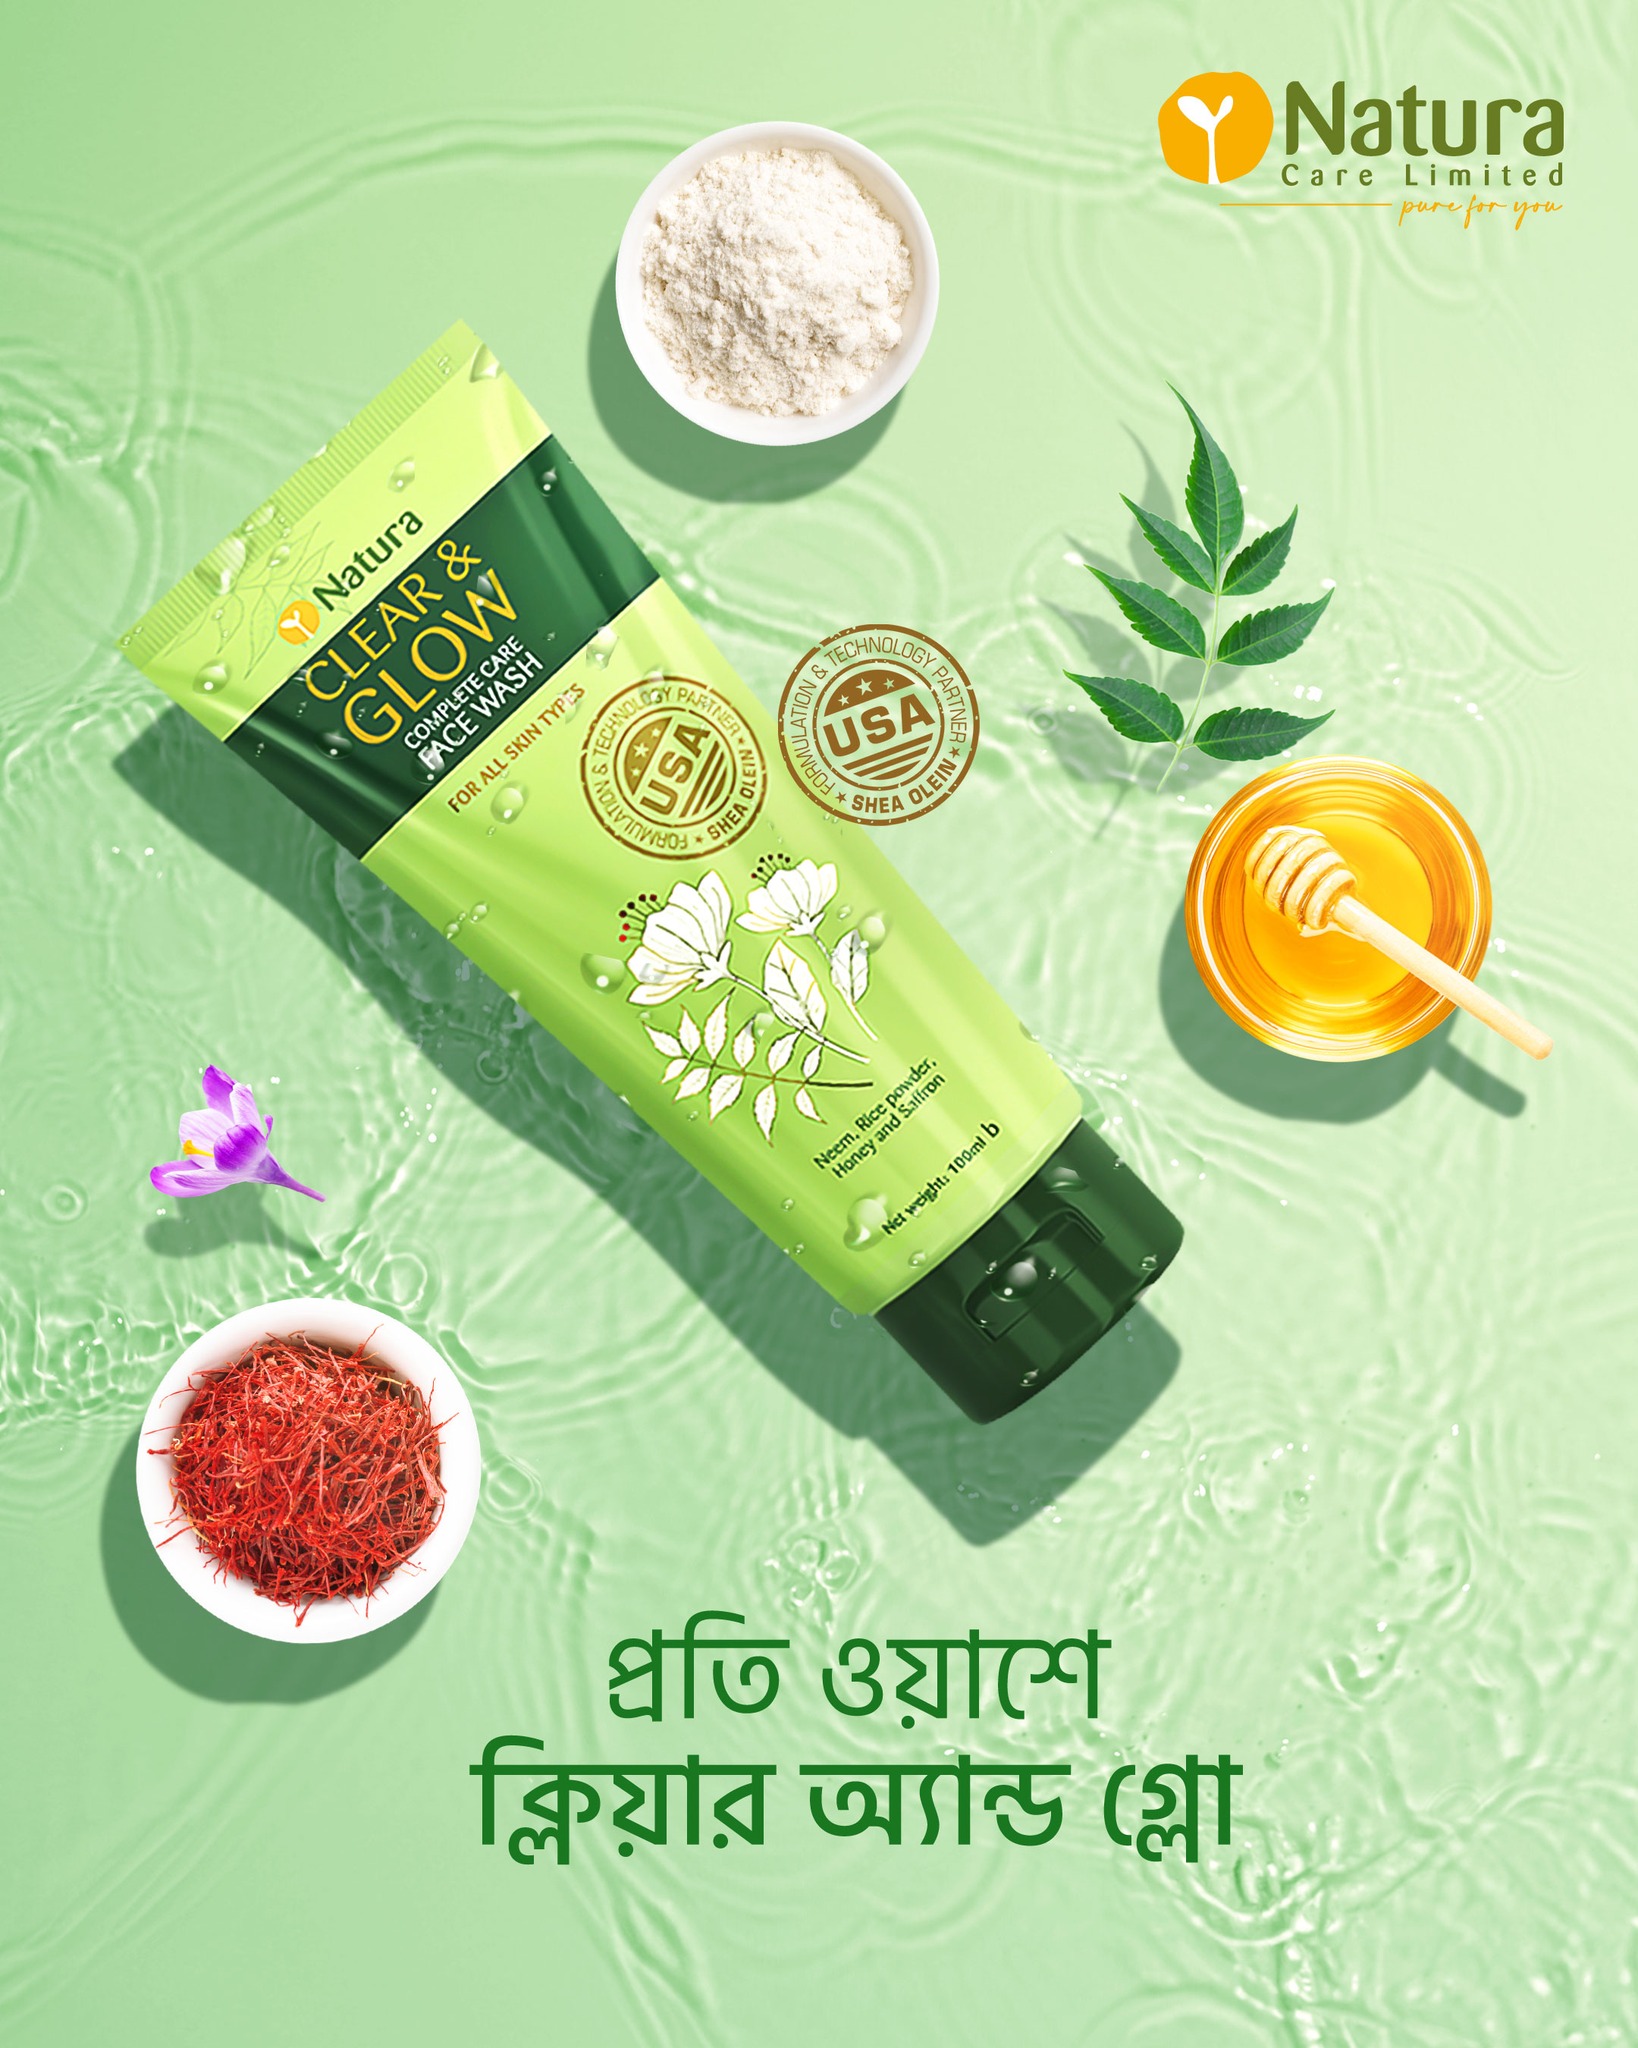 Natura
Care Limited
pure for you
Natura
CLEAR &
GLOW
COMPLETE CARE
FACE WASH
FOR ALL SKIN TYPES
FORMULATION & TECHNOLOGY PARTNER
USA
SHEA OLEIN
FORMULATION & TECHNOLOGY PARTNER
USA
SHEA OLEIN
Neem, Rice powder,
Honey and Saffron
Net weight: 100ml b
প্রতি ওয়াশে
ক্লিয়ার অ্যান্ড গ্লো